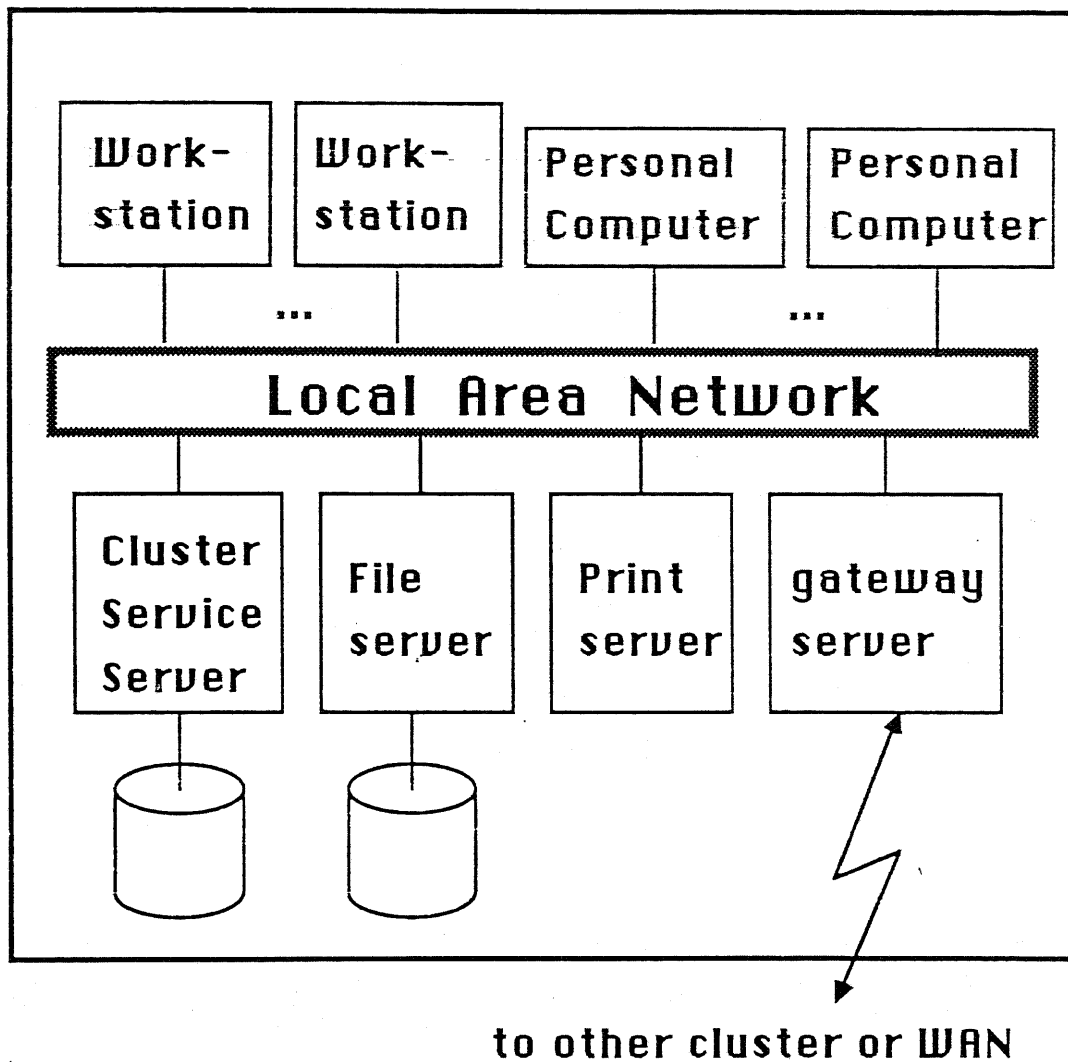 Work-
station
Work-
station
Personal
Computer
Personal
Computer
...
...
Local Area Network
Cluster
Service
Server
File
server
Print
server
gateway
server
to other cluster or WAN